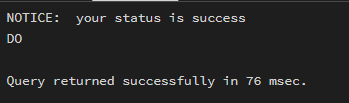 NOTICE:  your status is success
DO
Query returned successfully in 76 msec.